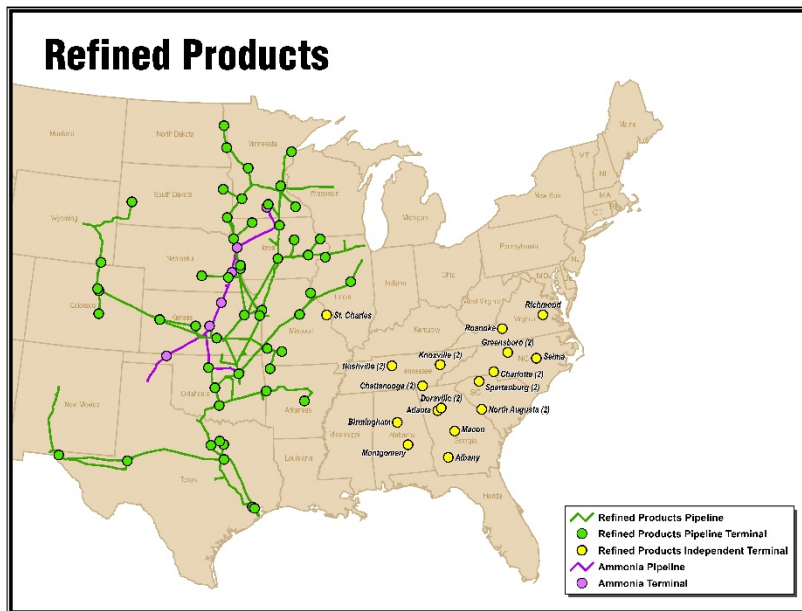 Refined Products
Maine
Montana
North Dakota
Minnesota
VT
NH
South Dakota
Wisconsin
Michigan
New York
MA
CT
RI
Wyoming
Iowa
Pennsylvania
NJ
Nebraska
Ohio
MD
DE
Illinois
Indiana
West Virginia
Colorado
Kansas
Missouri
St. Charles
Kentucky
Virginia
Richmond
Roanoke
Greensboro (2)
Knoxville (2)
NC
Selma
Nashville (2)
Tennessee
Charlotte (2)
Chattanooga (2)
Spartanburg (2)
Oklahoma
Arkansas
New Mexico
Doraville (2)
SC
Atlanta
North Augusta (2)
Birmingham
Macon
Mississippi
Alabama
Georgia
Montgomery
Albany
Texas
Louisiana
Florida
Refined Products Pipeline
Refined Products Pipeline Terminal
Refined Products Independent Terminal
Ammonia Pipeline
Ammonia Terminal